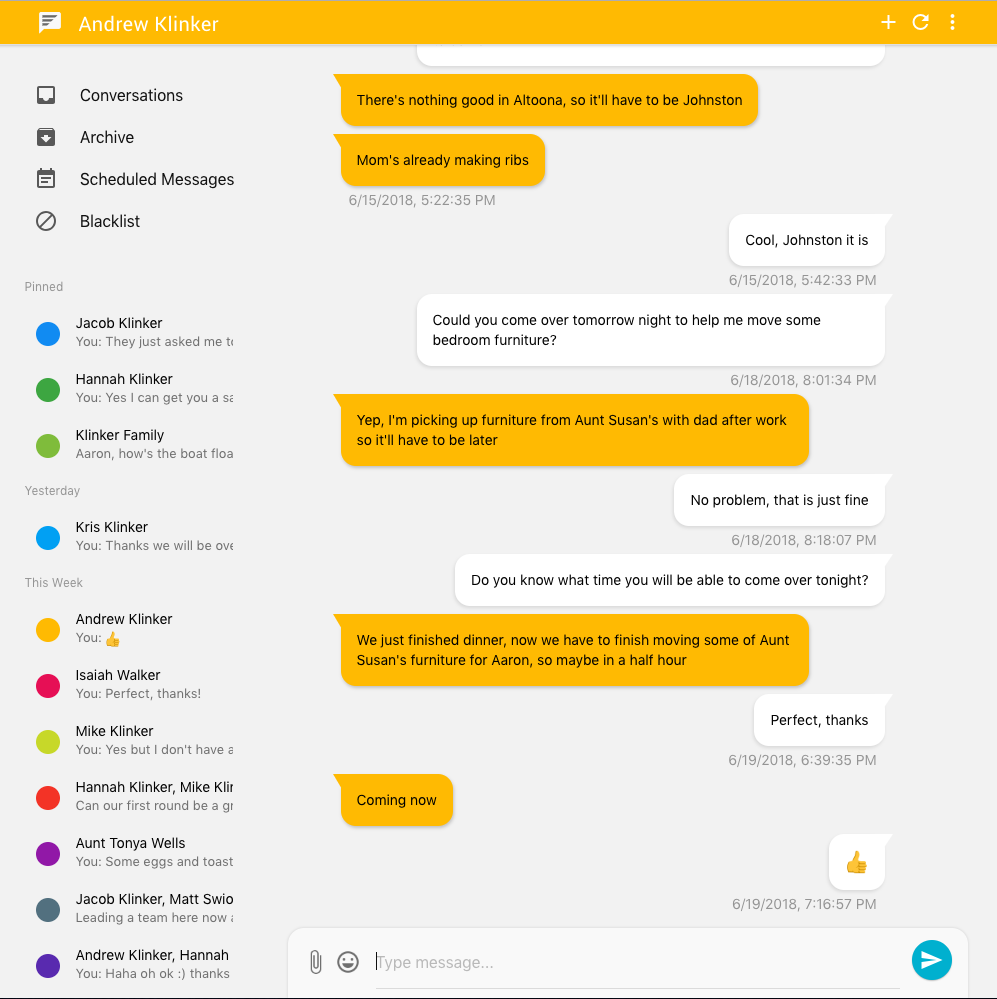 Andrew Klinker
Conversations
Archive
Scheduled Messages
Blacklist
Pinned
Jacob Klinker
You: They just asked me to
Hannah Klinker
You: Yes I can get you a sa
Klinker Family
Aaron, how's the boat floa
Yesterday
Kris Klinker
You: Thanks we will be ove
This Week
Andrew Klinker
You: 👍
Isaiah Walker
You: Perfect, thanks!
Mike Klinker
You: Yes but I don't have a
Hannah Klinker, Mike Klin
Can our first round be a gr
Aunt Tonya Wells
You: Some eggs and toast
Jacob Klinker, Matt Swio
Leading a team here now a
Andrew Klinker, Hannah
You: Haha oh ok :) thanks
There's nothing good in Altoona, so it'll have to be Johnston
Mom's already making ribs
6/15/2018, 5:22:35 PM
Cool, Johnston it is
6/15/2018, 5:42:33 PM
Could you come over tomorrow night to help me move some
bedroom furniture?
6/18/2018, 8:01:34 PM
Yep, I'm picking up furniture from Aunt Susan's with dad after work
so it'll have to be later
No problem, that is just fine
6/18/2018, 8:18:07 PM
Do you know what time you will be able to come over tonight?
We just finished dinner, now we have to finish moving some of Aunt
Susan's furniture for Aaron, so maybe in a half hour
Perfect, thanks
6/19/2018, 6:39:35 PM
Coming now
👍
6/19/2018, 7:16:57 PM
Type message...